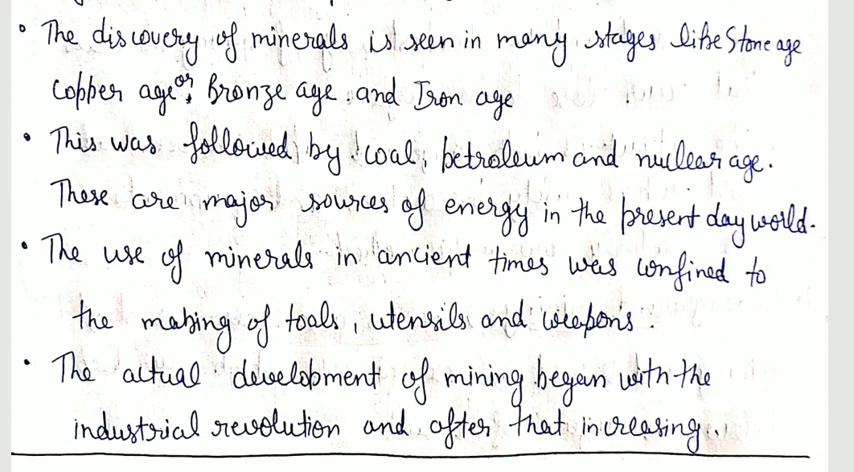 • The discovery of minerals is seen in many stages like Stone age
Copper age or, Bronze age and Iron age
• This was followed by coal, petroleum and nuclear age.
These are major sources of energy in the present day world.
• The use of minerals in ancient times was confined to
the making of tools, utensils and weapons.
• The actual development of mining began with the
industrial revolution and after that increasing.